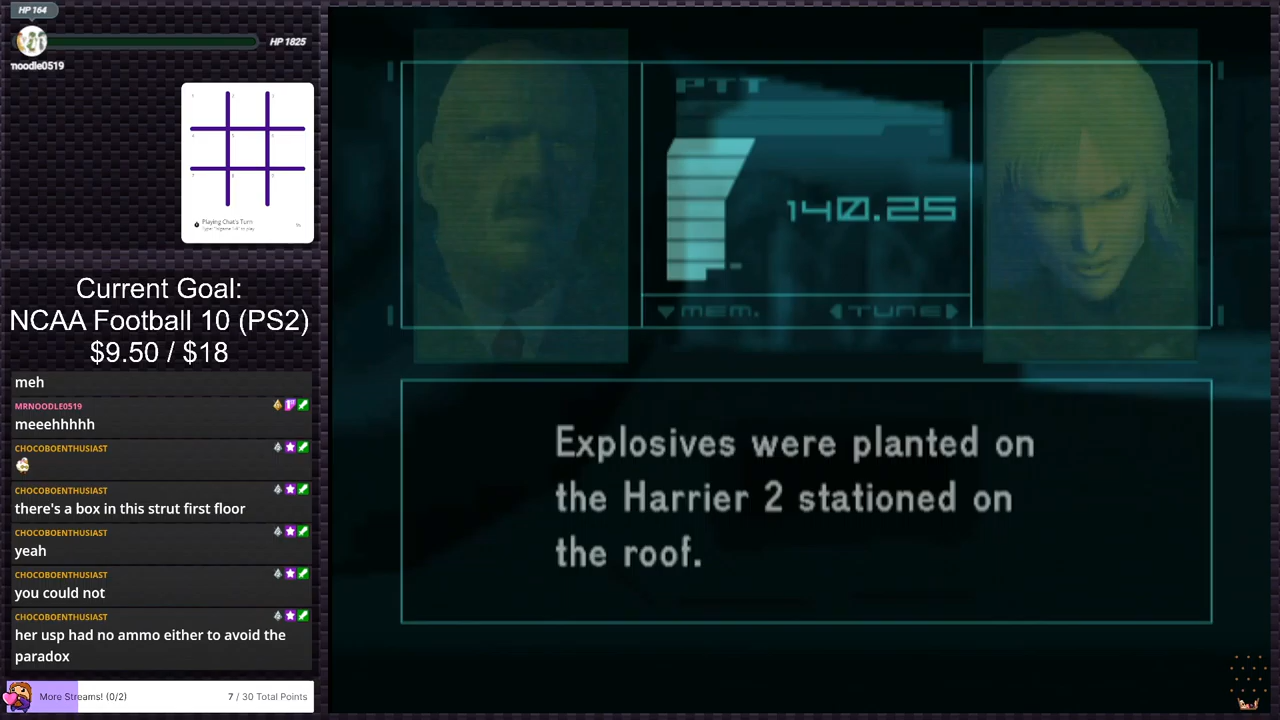 HP 164
HP 1825
noodle0519
Playing Chat's Turn
Current Goal:
NCAA Football 10 (PS2)
$9.50 / $18
meh
MRNOODLE0519
meeehhhhh
CHOCOBOENTHUSIAST
CHOCOBOENTHUSIAST
there's a box in this strut first floor
CHOCOBOENTHUSIAST
yeah
CHOCOBOENTHUSIAST
you could not
CHOCOBOENTHUSIAST
her usp had no ammo either to avoid the
paradox
More Streams! (0/2)
7 / 30 Total Points
PTT
140.25
MEM.
TUNE
Explosives were planted on
the Harrier 2 stationed on
the roof.